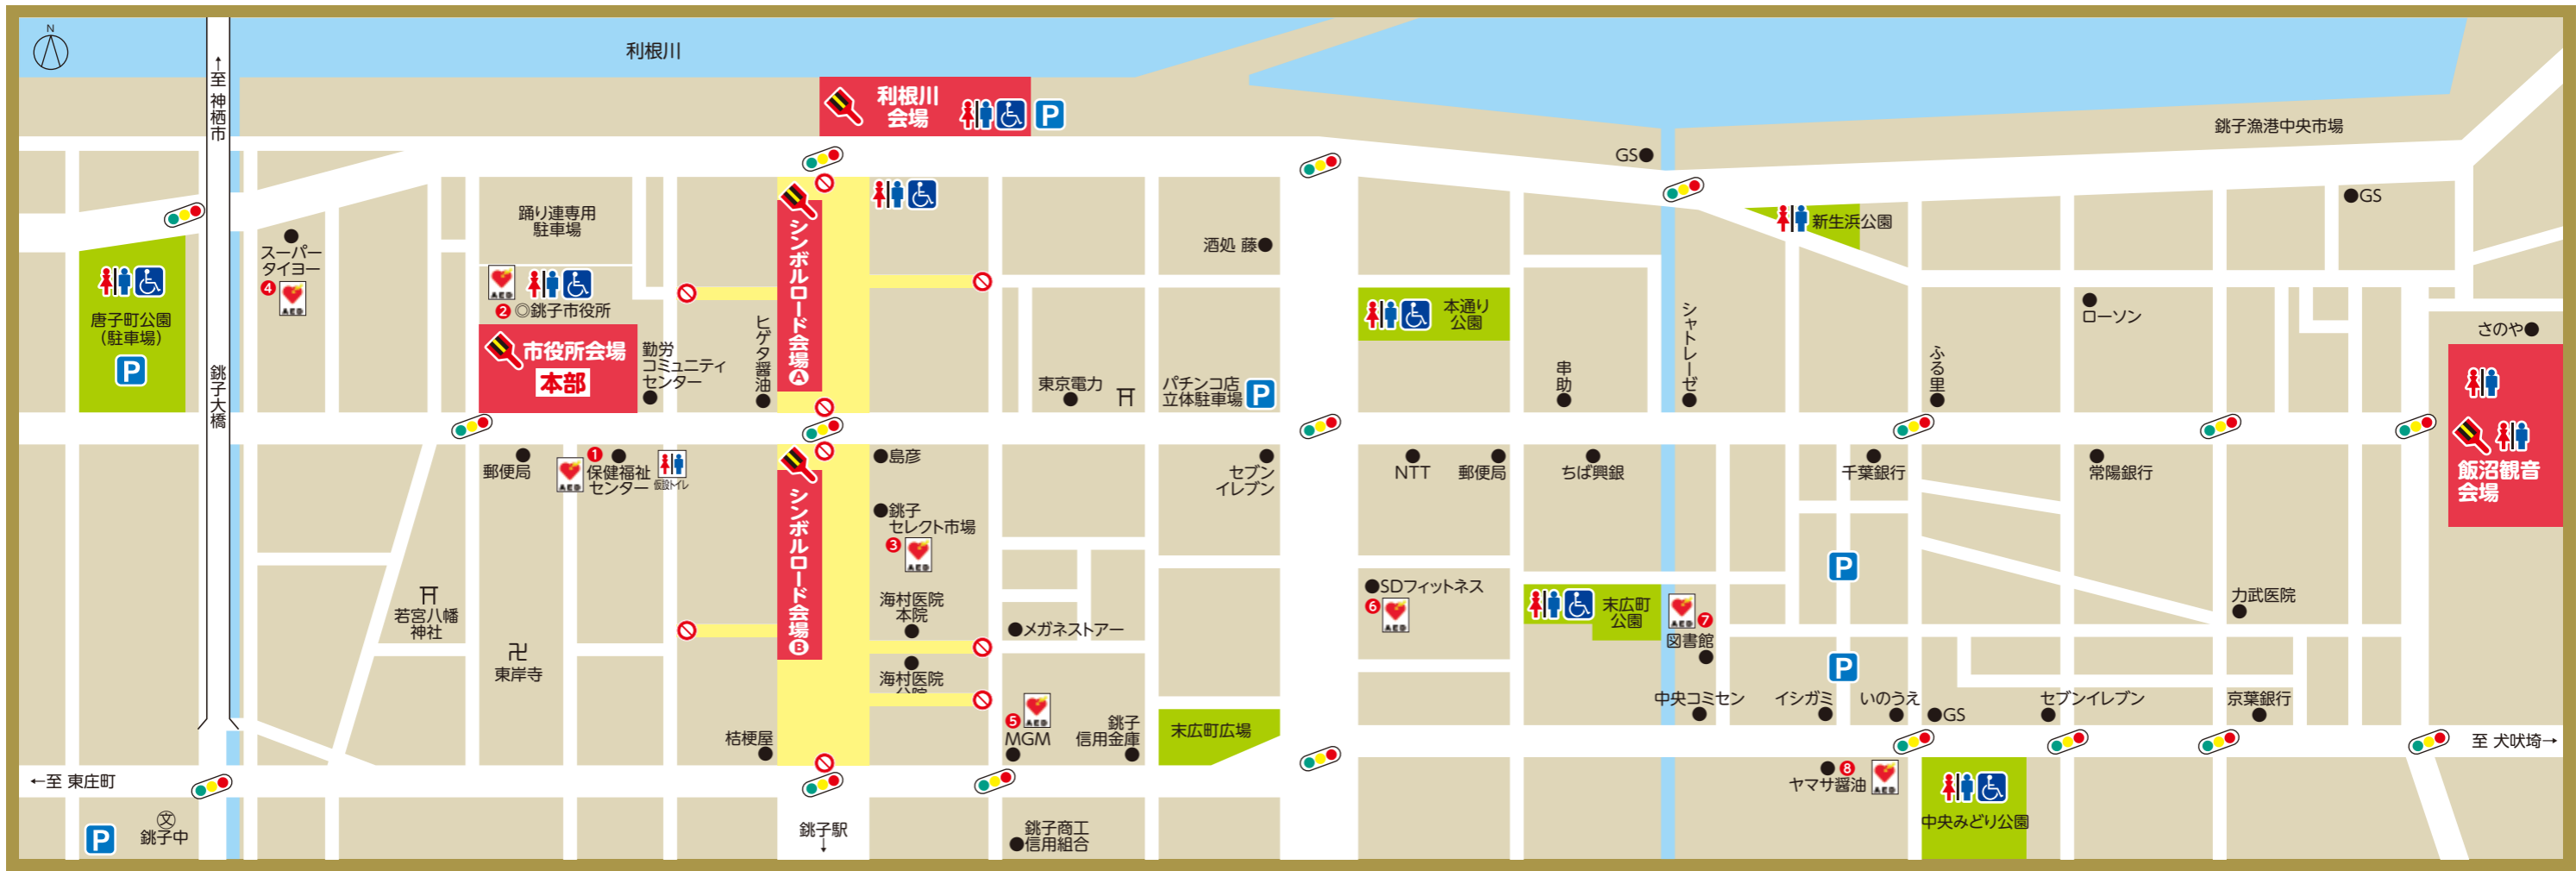 N
利根川
↑至 神栖市
利根川
会場
P
銚子漁港中央市場
GS
GS
踊り連専用
駐車場
スーパー
タイヨー
4
AED
AED
2 ◎銚子市役所
シンボルロード会場A
酒処 藤
新生浜公園
唐子町公園
（駐車場）
P
銚子大橋
市役所会場
本部
勤労
コミュニティ
センター
ヒゲタ醤油
東京電力
パチンコ店
立体駐車場
P
本通り
公園
串助
シャトレーゼ
ふる里
ローソン
さのや
飯沼観音
会場
郵便局
AED
1
保健福祉
センター
仮設トイレ
シンボルロード会場B
島彦
銚子
セレクト市場
3
AED
セブン
イレブン
NTT
郵便局
ちば興銀
千葉銀行
常陽銀行
若宮八幡
神社
卍
東岸寺
海村医院
本院
海村医院
メガネストアー
SDフィットネス
6
AED
末広町
公園
AED
7
図書館
P
P
力武医院
桔梗屋
5
AED
MGM
銚子
信用金庫
末広町広場
中央コミセン
イシガミ
いのうえ
GS
セブンイレブン
京葉銀行
至 犬吠埼→
←至 東庄町
8
ヤマサ醤油
AED
中央みどり公園
P
文
銚子中
銚子駅
↓
銚子商工
信用組合